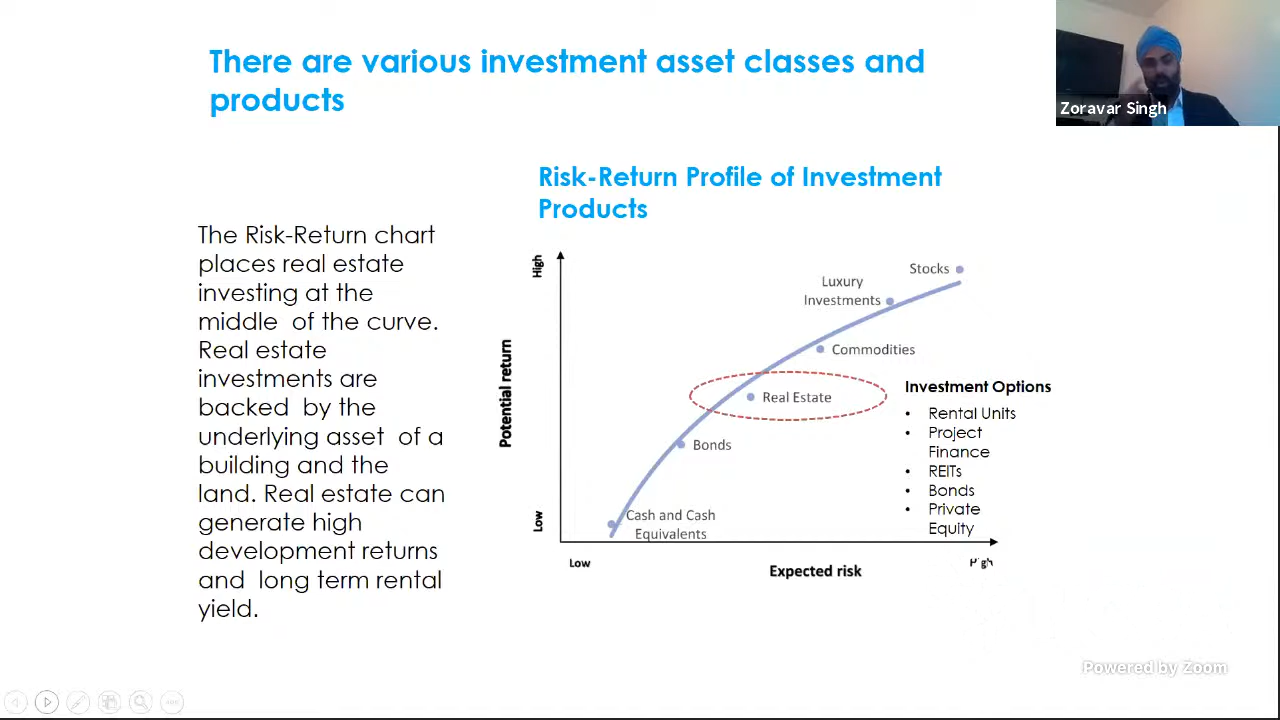 There are various investment asset classes and
products
Zoravar Singh
Risk-Return Profile of Investment
Products
The Risk-Return chart
places real estate
investing at the
middle of the curve.
Real estate
investments are
backed by the
underlying asset of a
building and the
land. Real estate can
generate high
development returns
and long term rental
yield.
High
Potential return
Low
Stocks
Luxury
Investments
Commodities
Real Estate
Bonds
Cash and Cash
Equivalents
Low
Expected risk
High
Investment Options
• Rental Units
• Project
Finance
• REITs
• Bonds
• Private
Equity
Powered by Zoom